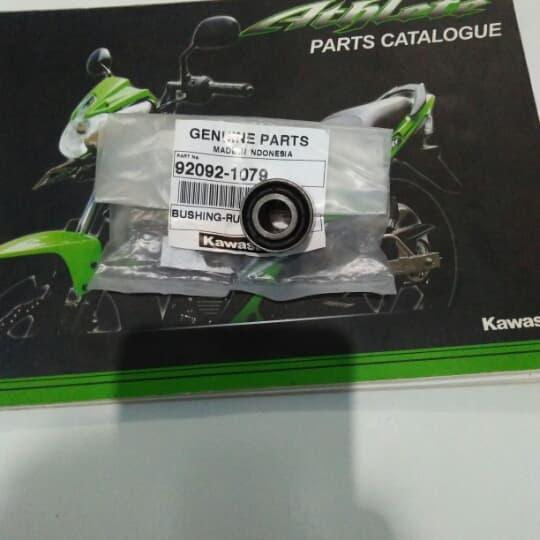 Athlete
PARTS CATALOGUE
GENUINE PARTS
MADE IN INDONESIA
PART No.
92092-1079
BUSHING-RU
Kawas
Kawas